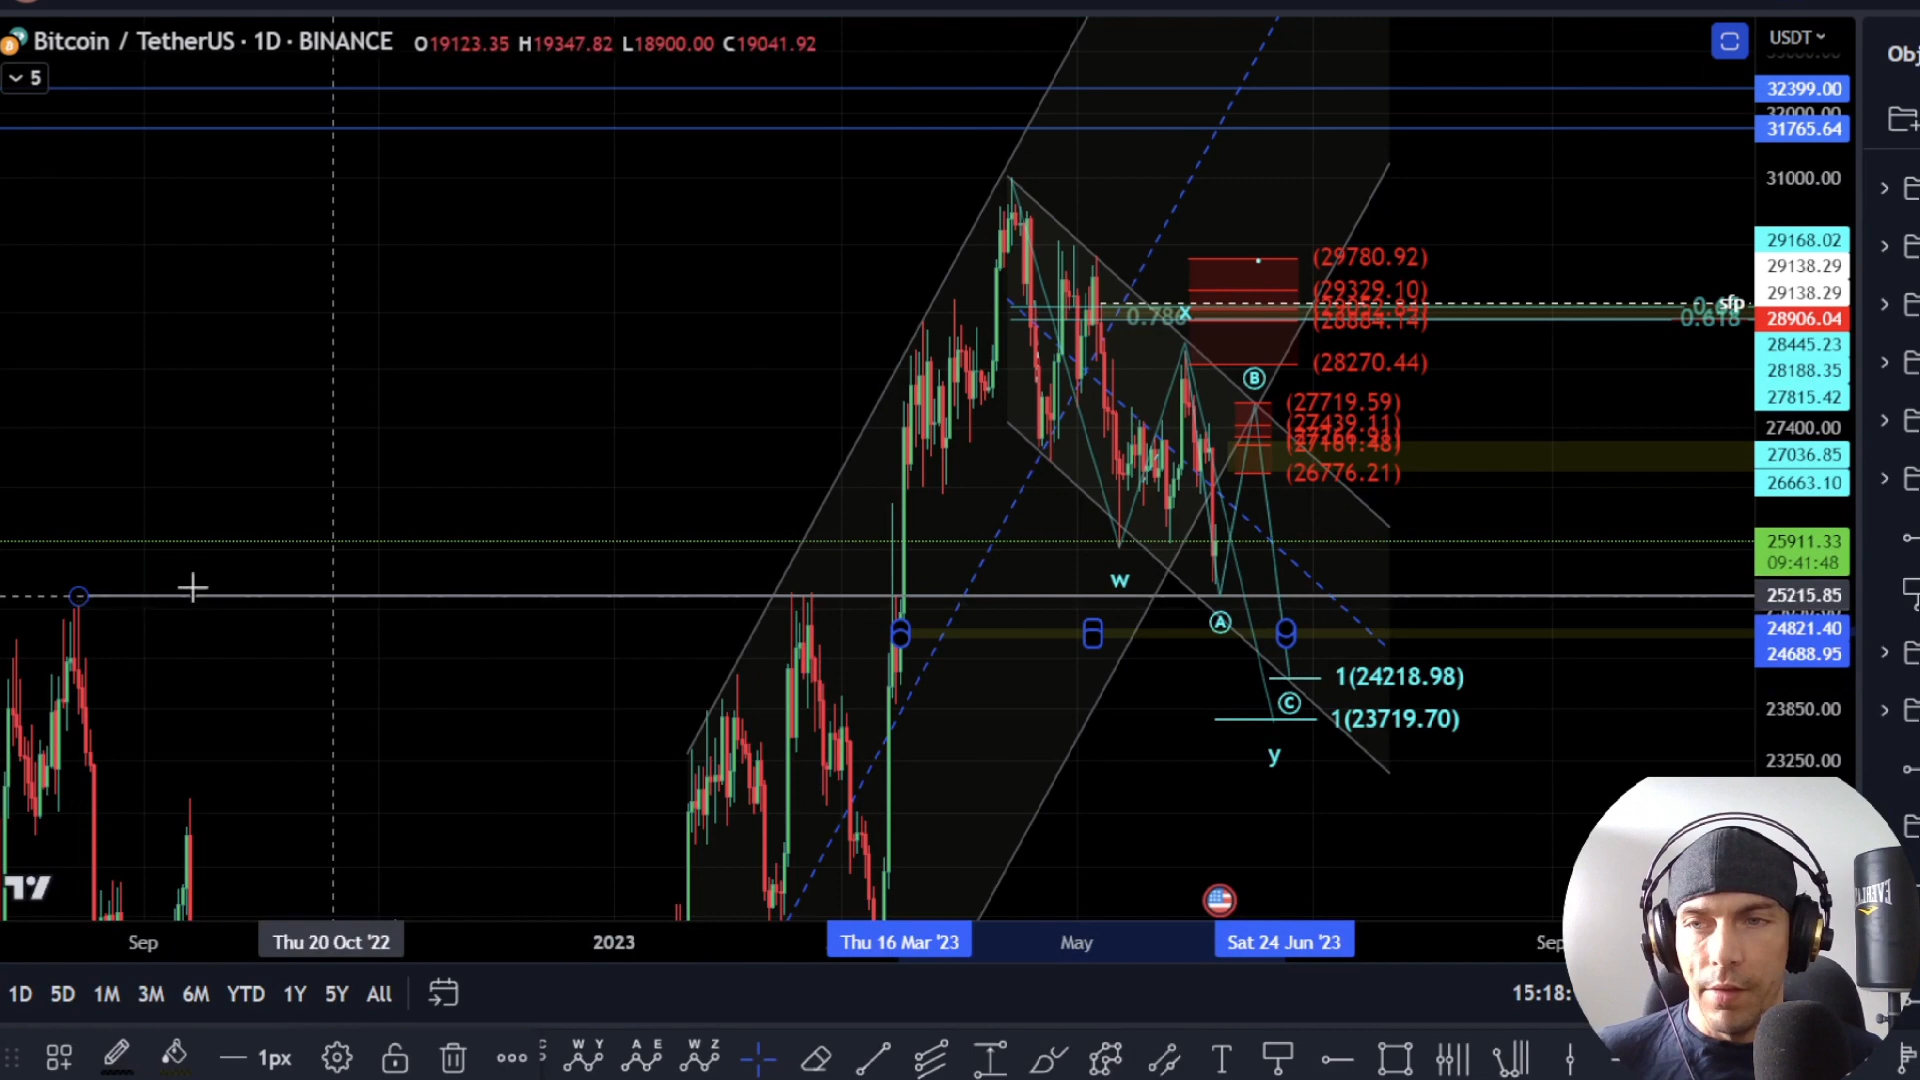 Bitcoin / TetherUS · 1D · BINANCE O19123.35 H19347.82 L18900.00 C19041.92
USDT
Obj
5
32399.00
31765.64
31000.00
29168.02
29138.29
29138.29
28906.04
28445.23
28188.35
27815.42
27400.00
27036.85
26663.10
25911.33
09:41:48
25215.85
24821.40
24688.95
23850.00
23250.00
(29780.92)
(29329.10)
(28884.14)
sfp
0.618
0.786
X
(28270.44)
B
(27719.59)
(27439.11)
(27161.48)
(26776.21)
W
A
1(24218.98)
C
1(23719.70)
y
EVERLA
Sep
Thu 20 Oct '22
2023
Thu 16 Mar '23
May
Sat 24 Jun '23
Sep
1D 5D 1M 3M 6M YTD 1Y 5Y All
15:18:
1px
W Y
A E
W Z
T